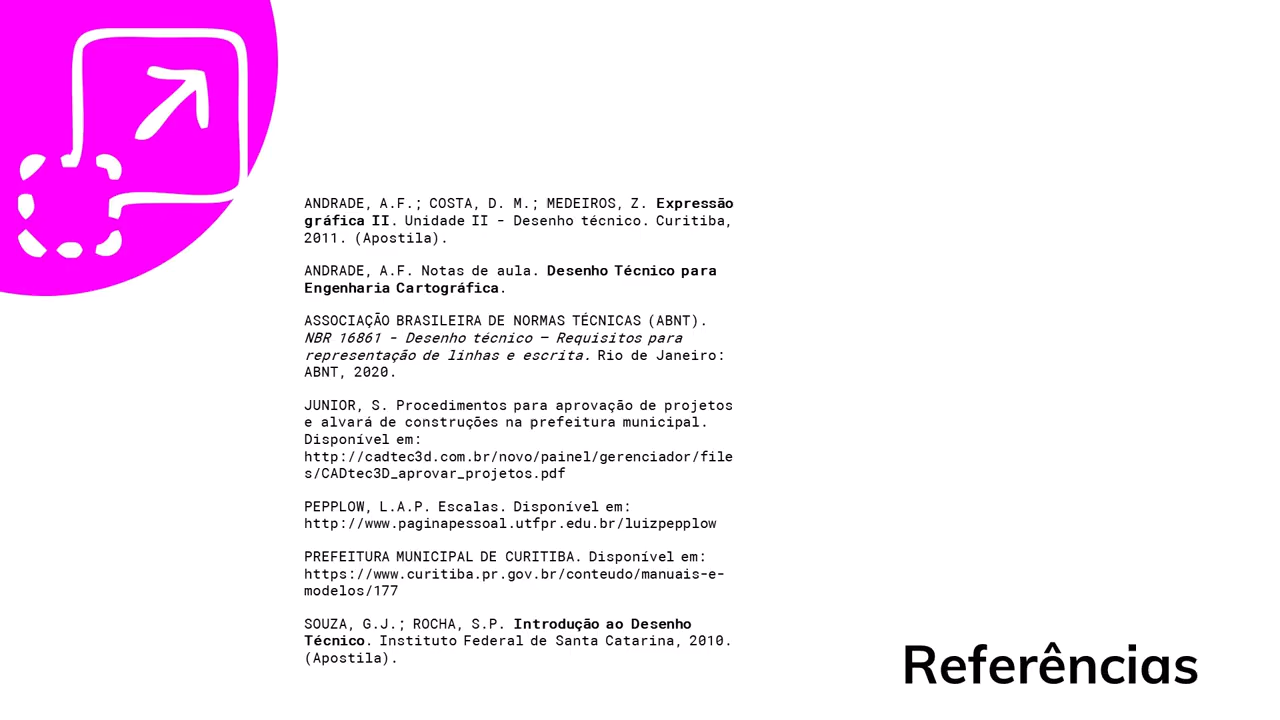 ANDRADE, A.F.; COSTA, D. M.; MEDEIROS, Z. Expressão
gráfica II. Unidade II - Desenho técnico. Curitiba,
2011. (Apostila).
ANDRADE, A.F. Notas de aula. Desenho Técnico para
Engenharia Cartográfica.
ASSOCIAÇÃO BRASILEIRA DE NORMAS TÉCNICAS (ABNT).
NBR 16861 - Desenho técnico – Requisitos para
representação de linhas e escrita. Rio de Janeiro:
ABNT, 2020.
JUNIOR, S. Procedimentos para aprovação de projetos
e alvará de construções na prefeitura municipal.
Disponível em:
http://cadtec3d.com.br/novo/painel/gerenciador/file
s/CADtec3D_aprovar_projetos.pdf
PEPPLOW, L.A.P. Escalas. Disponível em:
http://www.paginapessoal.utfpr.edu.br/luizpepplow
PREFEITURA MUNICIPAL DE CURITIBA. Disponível em:
https://www.curitiba.pr.gov.br/conteudo/manuais-e-
modelos/177
SOUZA, G.J.; ROCHA, S.P. Introdução ao Desenho
Técnico. Instituto Federal de Santa Catarina, 2010.
(Apostila).
Referências